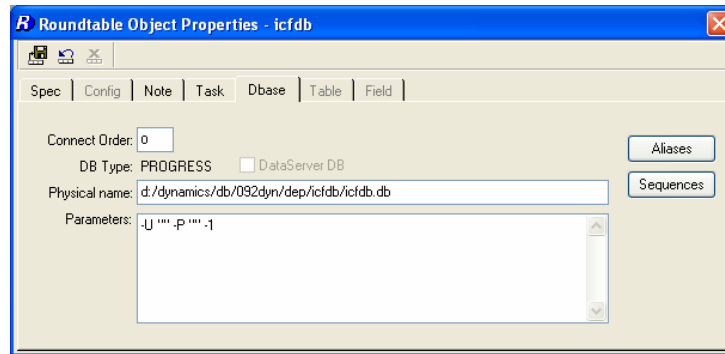 R Roundtable Object Properties - icfdb
Spec Config Note Task Dbase Table Field
Connect Order: 0
Aliases
DB Type: PROGRESS DataServer DB
Sequences
Physical name: d:/dynamics/db/092dyn/dep/icfdb/icfdb.db
Parameters: -U "" -P "" -1